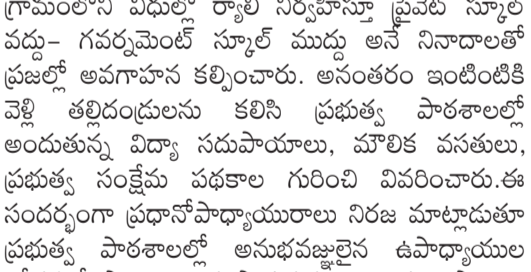 గ్రామంలోని వీధుల్లో ర్యాలీ నిర్వహిస్తూ ప్రైవేట్ స్కూల్
వద్దు– గవర్నమెంట్ స్కూల్ ముద్దు అనే నినాదాలతో
ప్రజల్లో అవగాహన కల్పించారు. అనంతరం ఇంటింటికి
వెళ్లి తల్లిదండ్రులను కలిసి ప్రభుత్వ పాఠశాలల్లో
అందుతున్న విద్యా సదుపాయాలు, మౌలిక వసతులు,
ప్రభుత్వ సంక్షేమ పథకాల గురించి వివరించారు.ఈ
సందర్భంగా ప్రధానోపాధ్యాయురాలు నిరజ మాట్లాడుతూ
ప్రభుత్వ పాఠశాలల్లో అనుభవజ్ఞులైన ఉపాధ్యాయుల